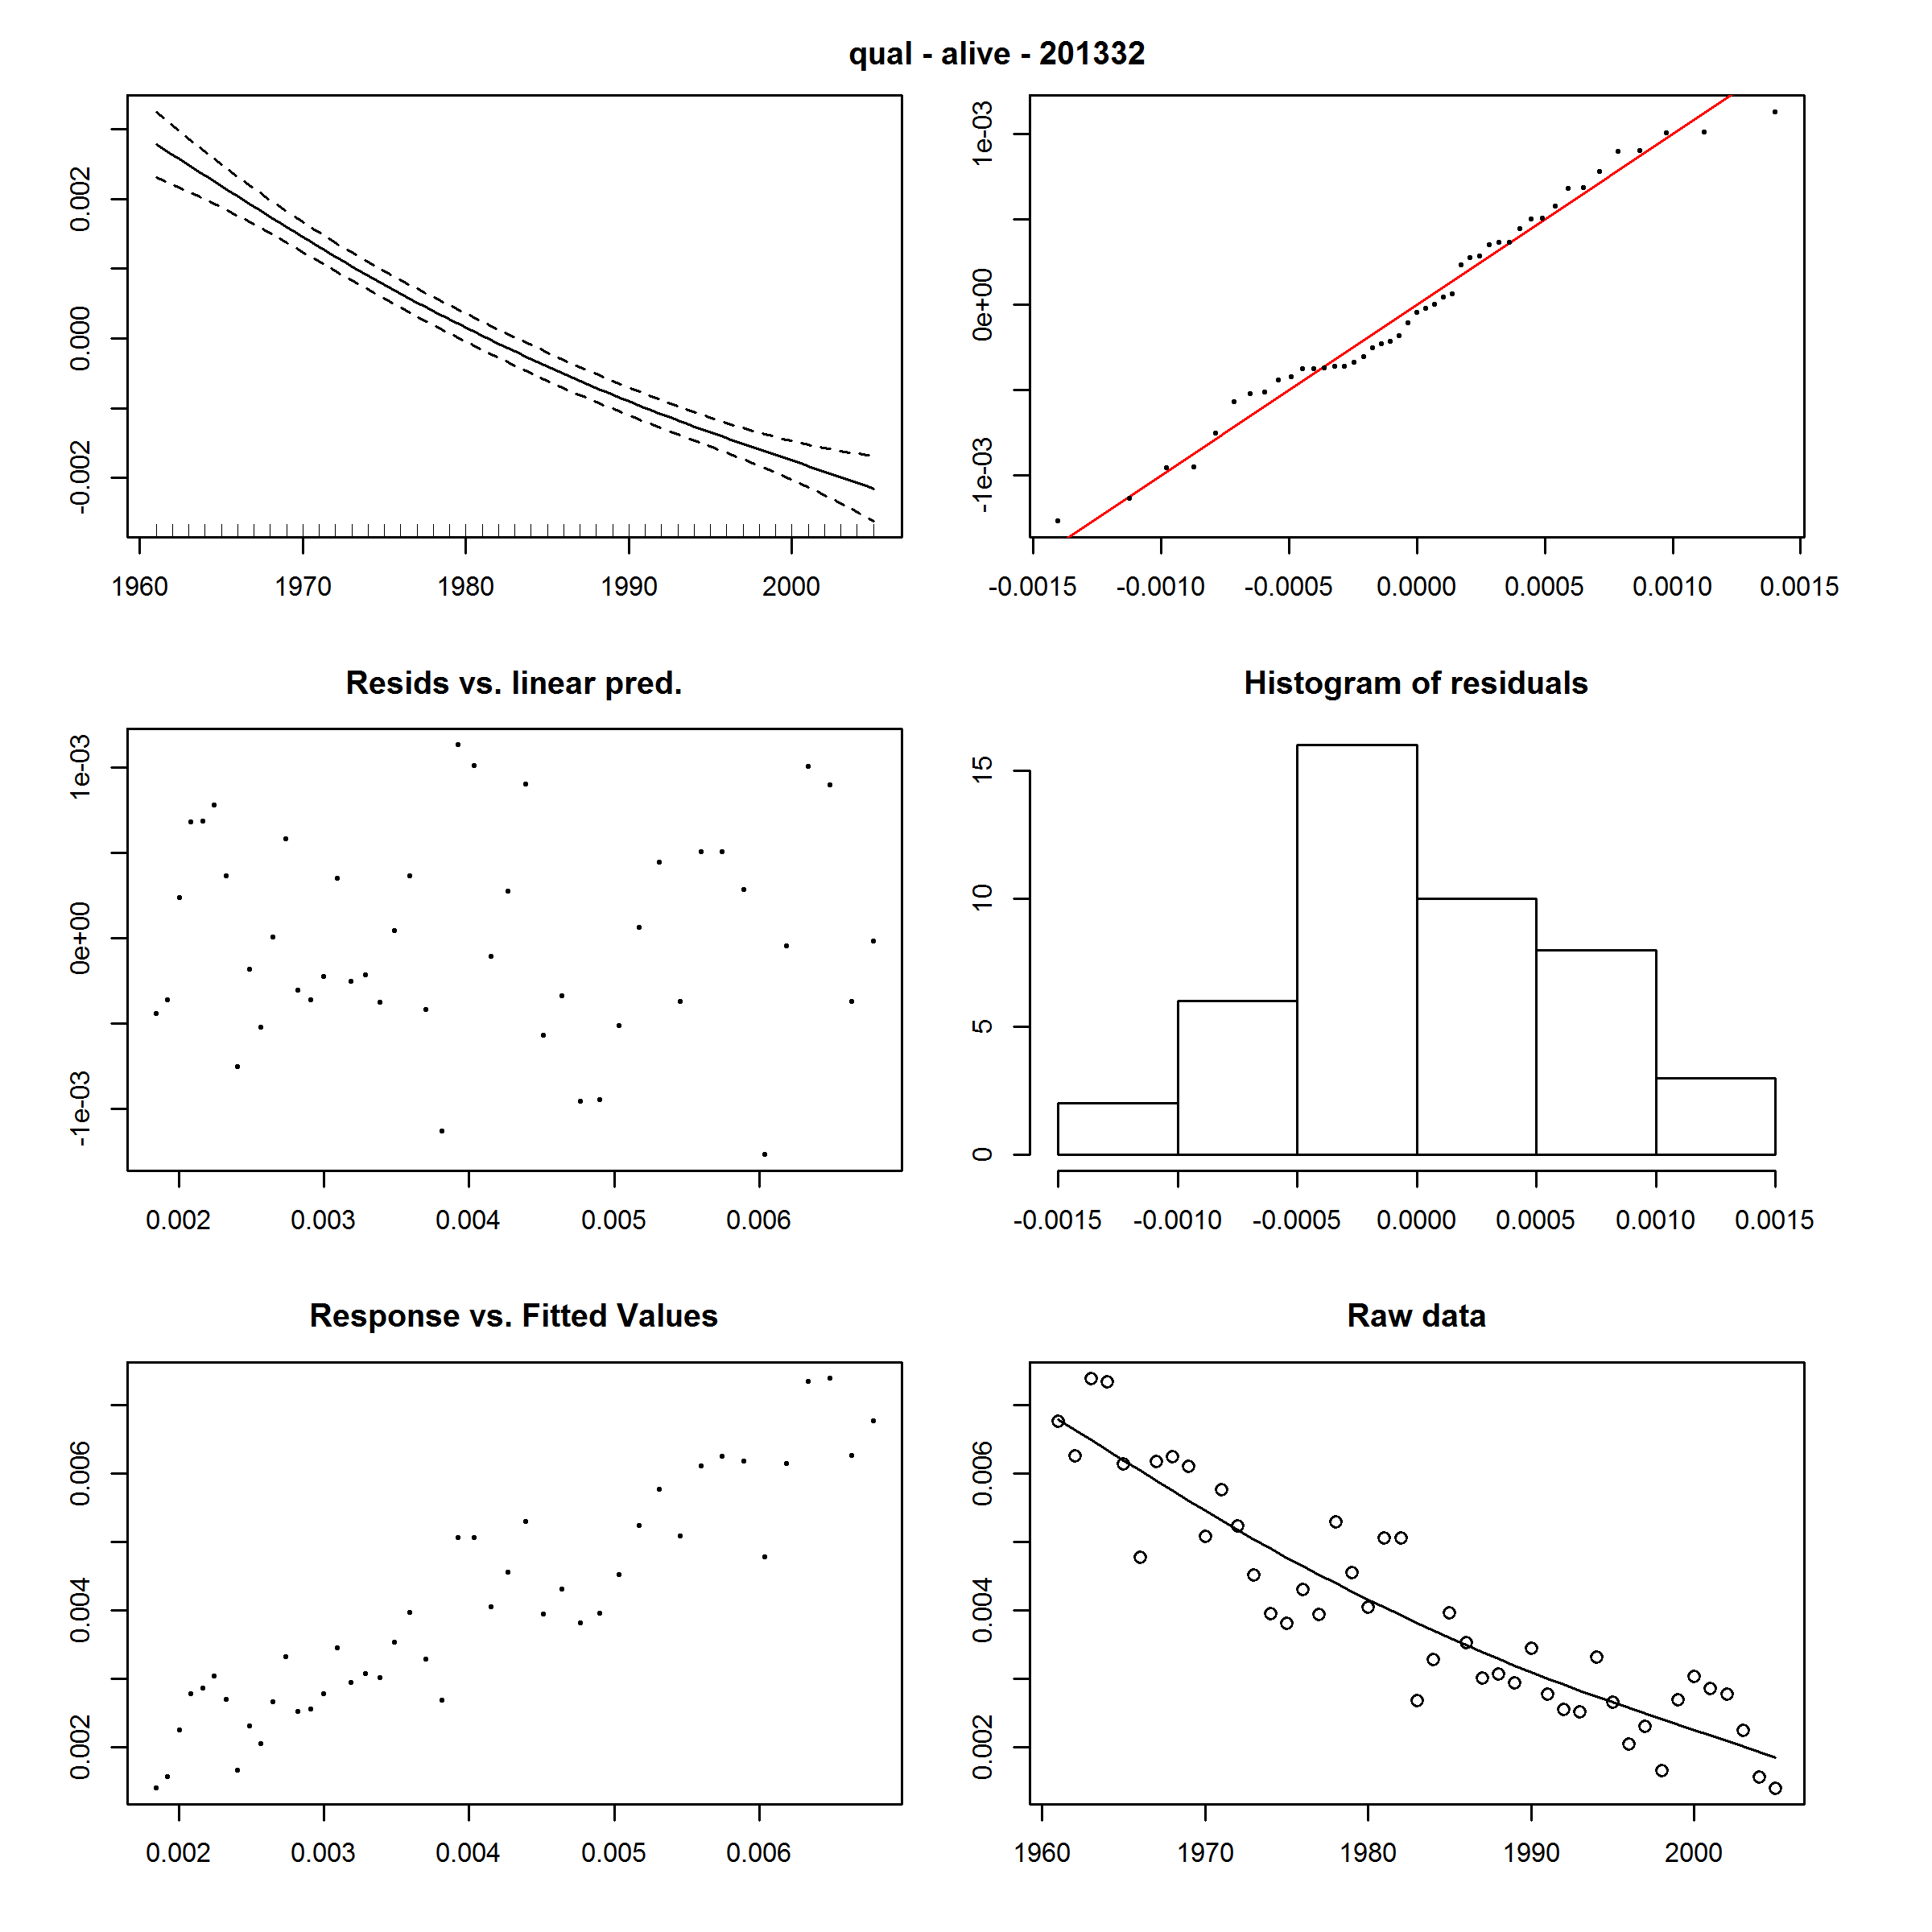 qual - alive - 201332
0.002
0.000
-0.002
1960 1970 1980 1990 2000
1e-03
0e+00
-1e-03
-0.0015 -0.0010 -0.0005 0.0000 0.0005 0.0010 0.0015
Resids vs. linear pred.
1e-03
0e+00
-1e-03
0.002 0.003 0.004 0.005 0.006
Histogram of residuals
15
10
5
0
-0.0015 -0.0010 -0.0005 0.0000 0.0005 0.0010 0.0015
Response vs. Fitted Values
0.006
0.004
0.002
0.002 0.003 0.004 0.005 0.006
Raw data
0.006
0.004
0.002
1960 1970 1980 1990 2000